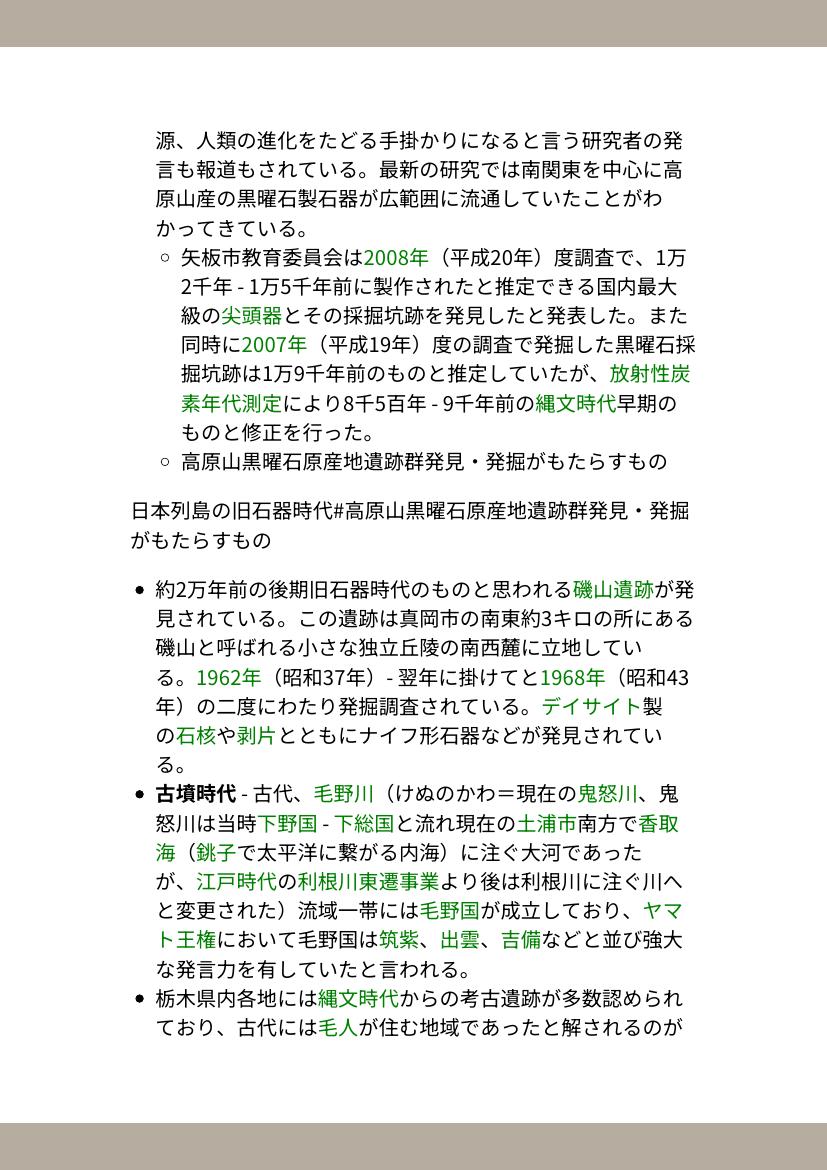 源、人類の進化をたどる手掛かりになると言う研究者の発
言も報道もされている。最新の研究では南関東を中心に高
原山産の黒曜石製石器が広範囲に流通していたことがわ
かってきている。
◦ 矢板市教育委員会は2008年（平成20年）度調査で、1万
2千年 - 1万5千年前に製作されたと推定できる国内最大
級の尖頭器とその採掘坑跡を発見したと発表した。また
同時に2007年（平成19年）度の調査で発掘した黒曜石採
掘坑跡は1万9千年前のものと推定していたが、放射性炭
素年代測定により8千5百年 - 9千年前の縄文時代早期の
ものと修正を行った。
◦ 高原山黒曜石原産地遺跡群発見・発掘がもたらすもの
日本列島の旧石器時代#高原山黒曜石原産地遺跡群発見・発掘
がもたらすもの
• 約2万年前の後期旧石器時代のものと思われる磯山遺跡が発
見されている。この遺跡は真岡市の南東約3キロの所にある
磯山と呼ばれる小さな独立丘陵の南西麓に立地してい
る。1962年（昭和37年）- 翌年に掛けてと1968年（昭和43
年）の二度にわたり発掘調査されている。デイサイト製
の石核や剥片とともにナイフ形石器などが発見されてい
る。
• 古墳時代 - 古代、毛野川（けぬのかわ＝現在の鬼怒川、鬼
怒川は当時下野国 - 下総国と流れ現在の土浦市南方で香取
海（銚子で太平洋に繋がる内海）に注ぐ大河であった
が、江戸時代の利根川東遷事業より後は利根川に注ぐ川へ
と変更された）流域一帯には毛野国が成立しており、ヤマ
ト王権において毛野国は筑紫、出雲、吉備などと並び強大
な発言力を有していたと言われる。
• 栃木県内各地には縄文時代からの考古遺跡が多数認められ
ており、古代には毛人が住む地域であったと解されるのが